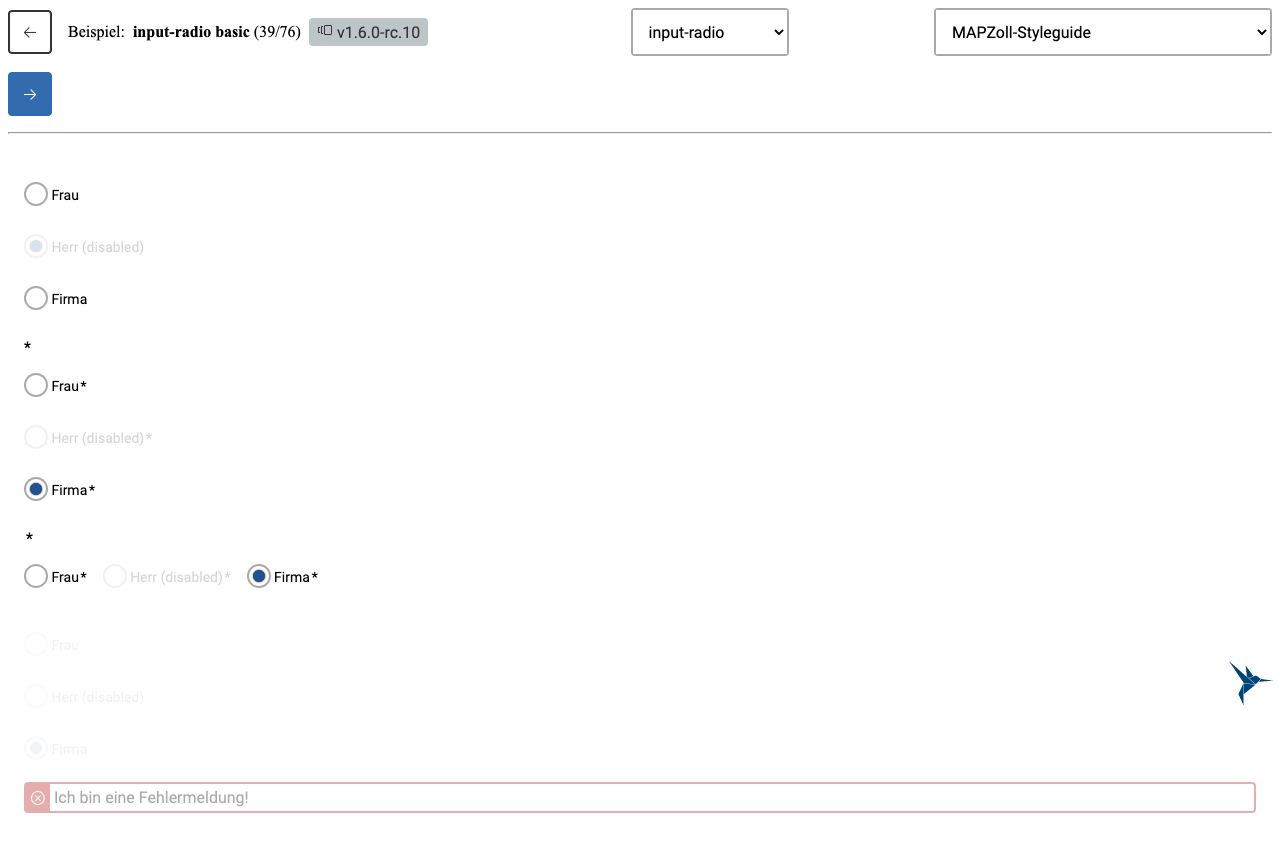 Beispiel: input-radio basic (39/76) v1.6.0-rc.10 input-radio MAPZoll-Styleguide
Frau
Herr (disabled)
Firma
*
Frau*
Herr (disabled)*
Firma*
*
Frau* Herr (disabled)* Firma*
Frau
Herr (disabled)
Firma
Ich bin eine Fehlermeldung!